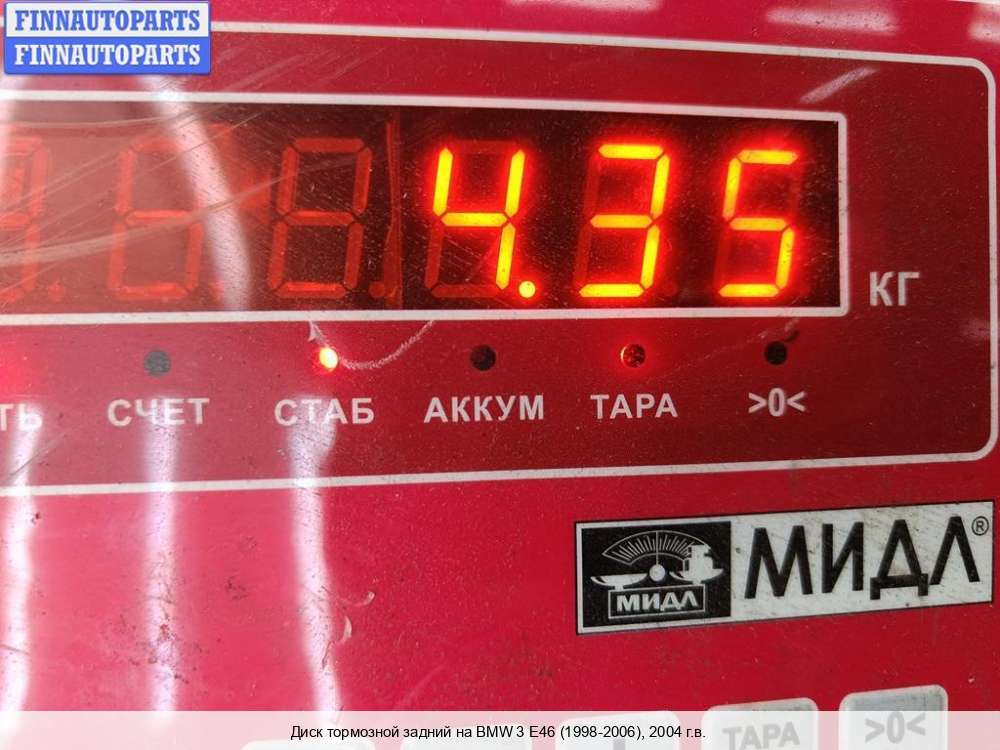 FINNAUTOPARTS
FINNAUTOPARTS
4.35
КГ
ТЬ СЧЕТ СТАБ АККУМ ТАРА >0<
МИДЛ МИДЛ®
ТАРА >0<
Диск тормозной задний на BMW 3 E46 (1998-2006), 2004 г.в.